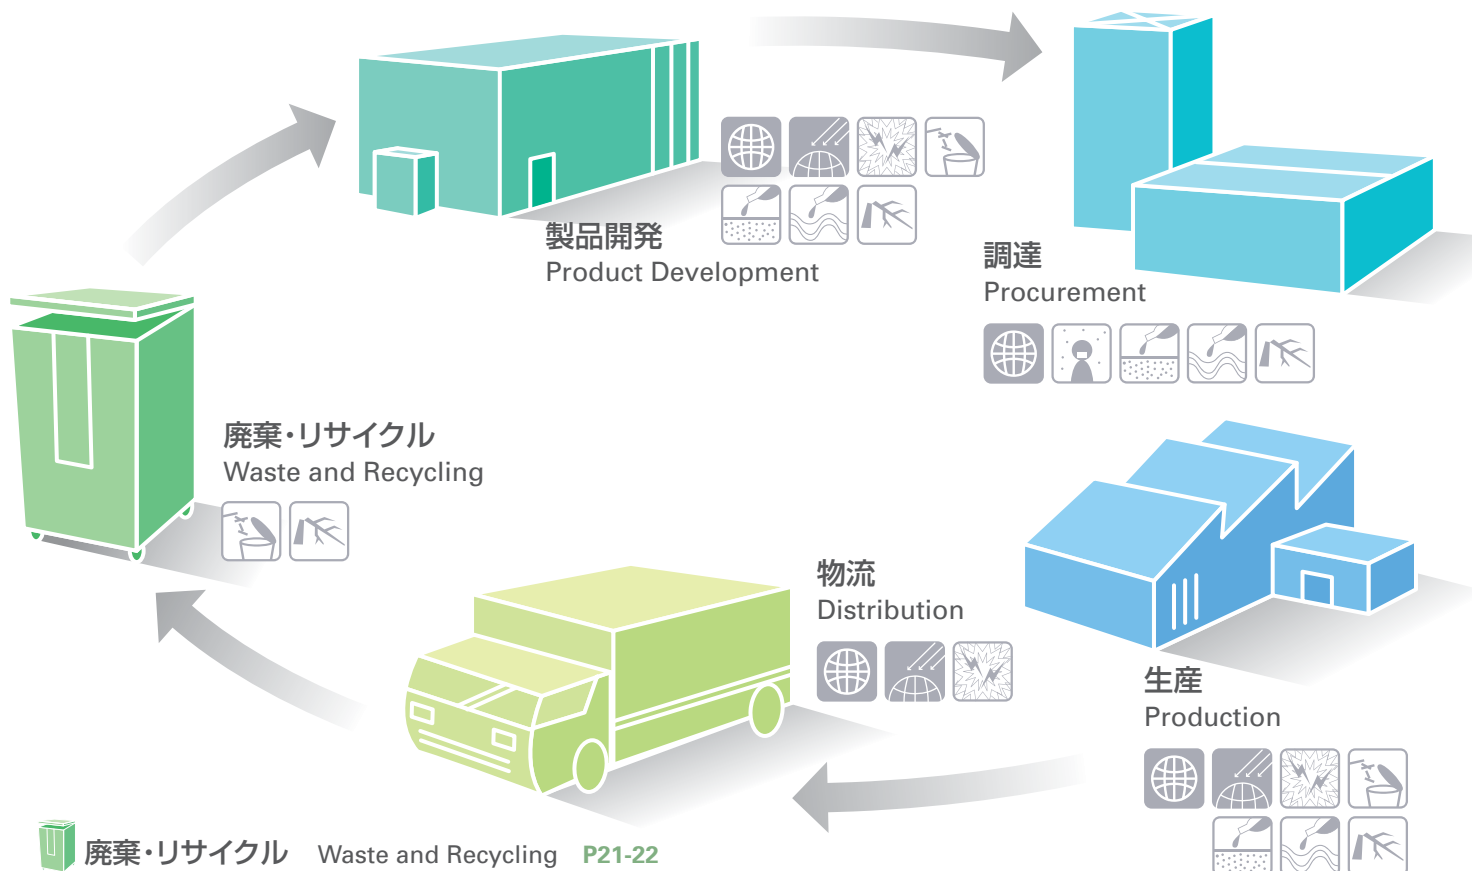 製品開発
Product Development
調達
Procurement
廃棄・リサイクル
Waste and Recycling
物流
Distribution
生産
Production
廃棄・リサイクル Waste and Recycling P21-22